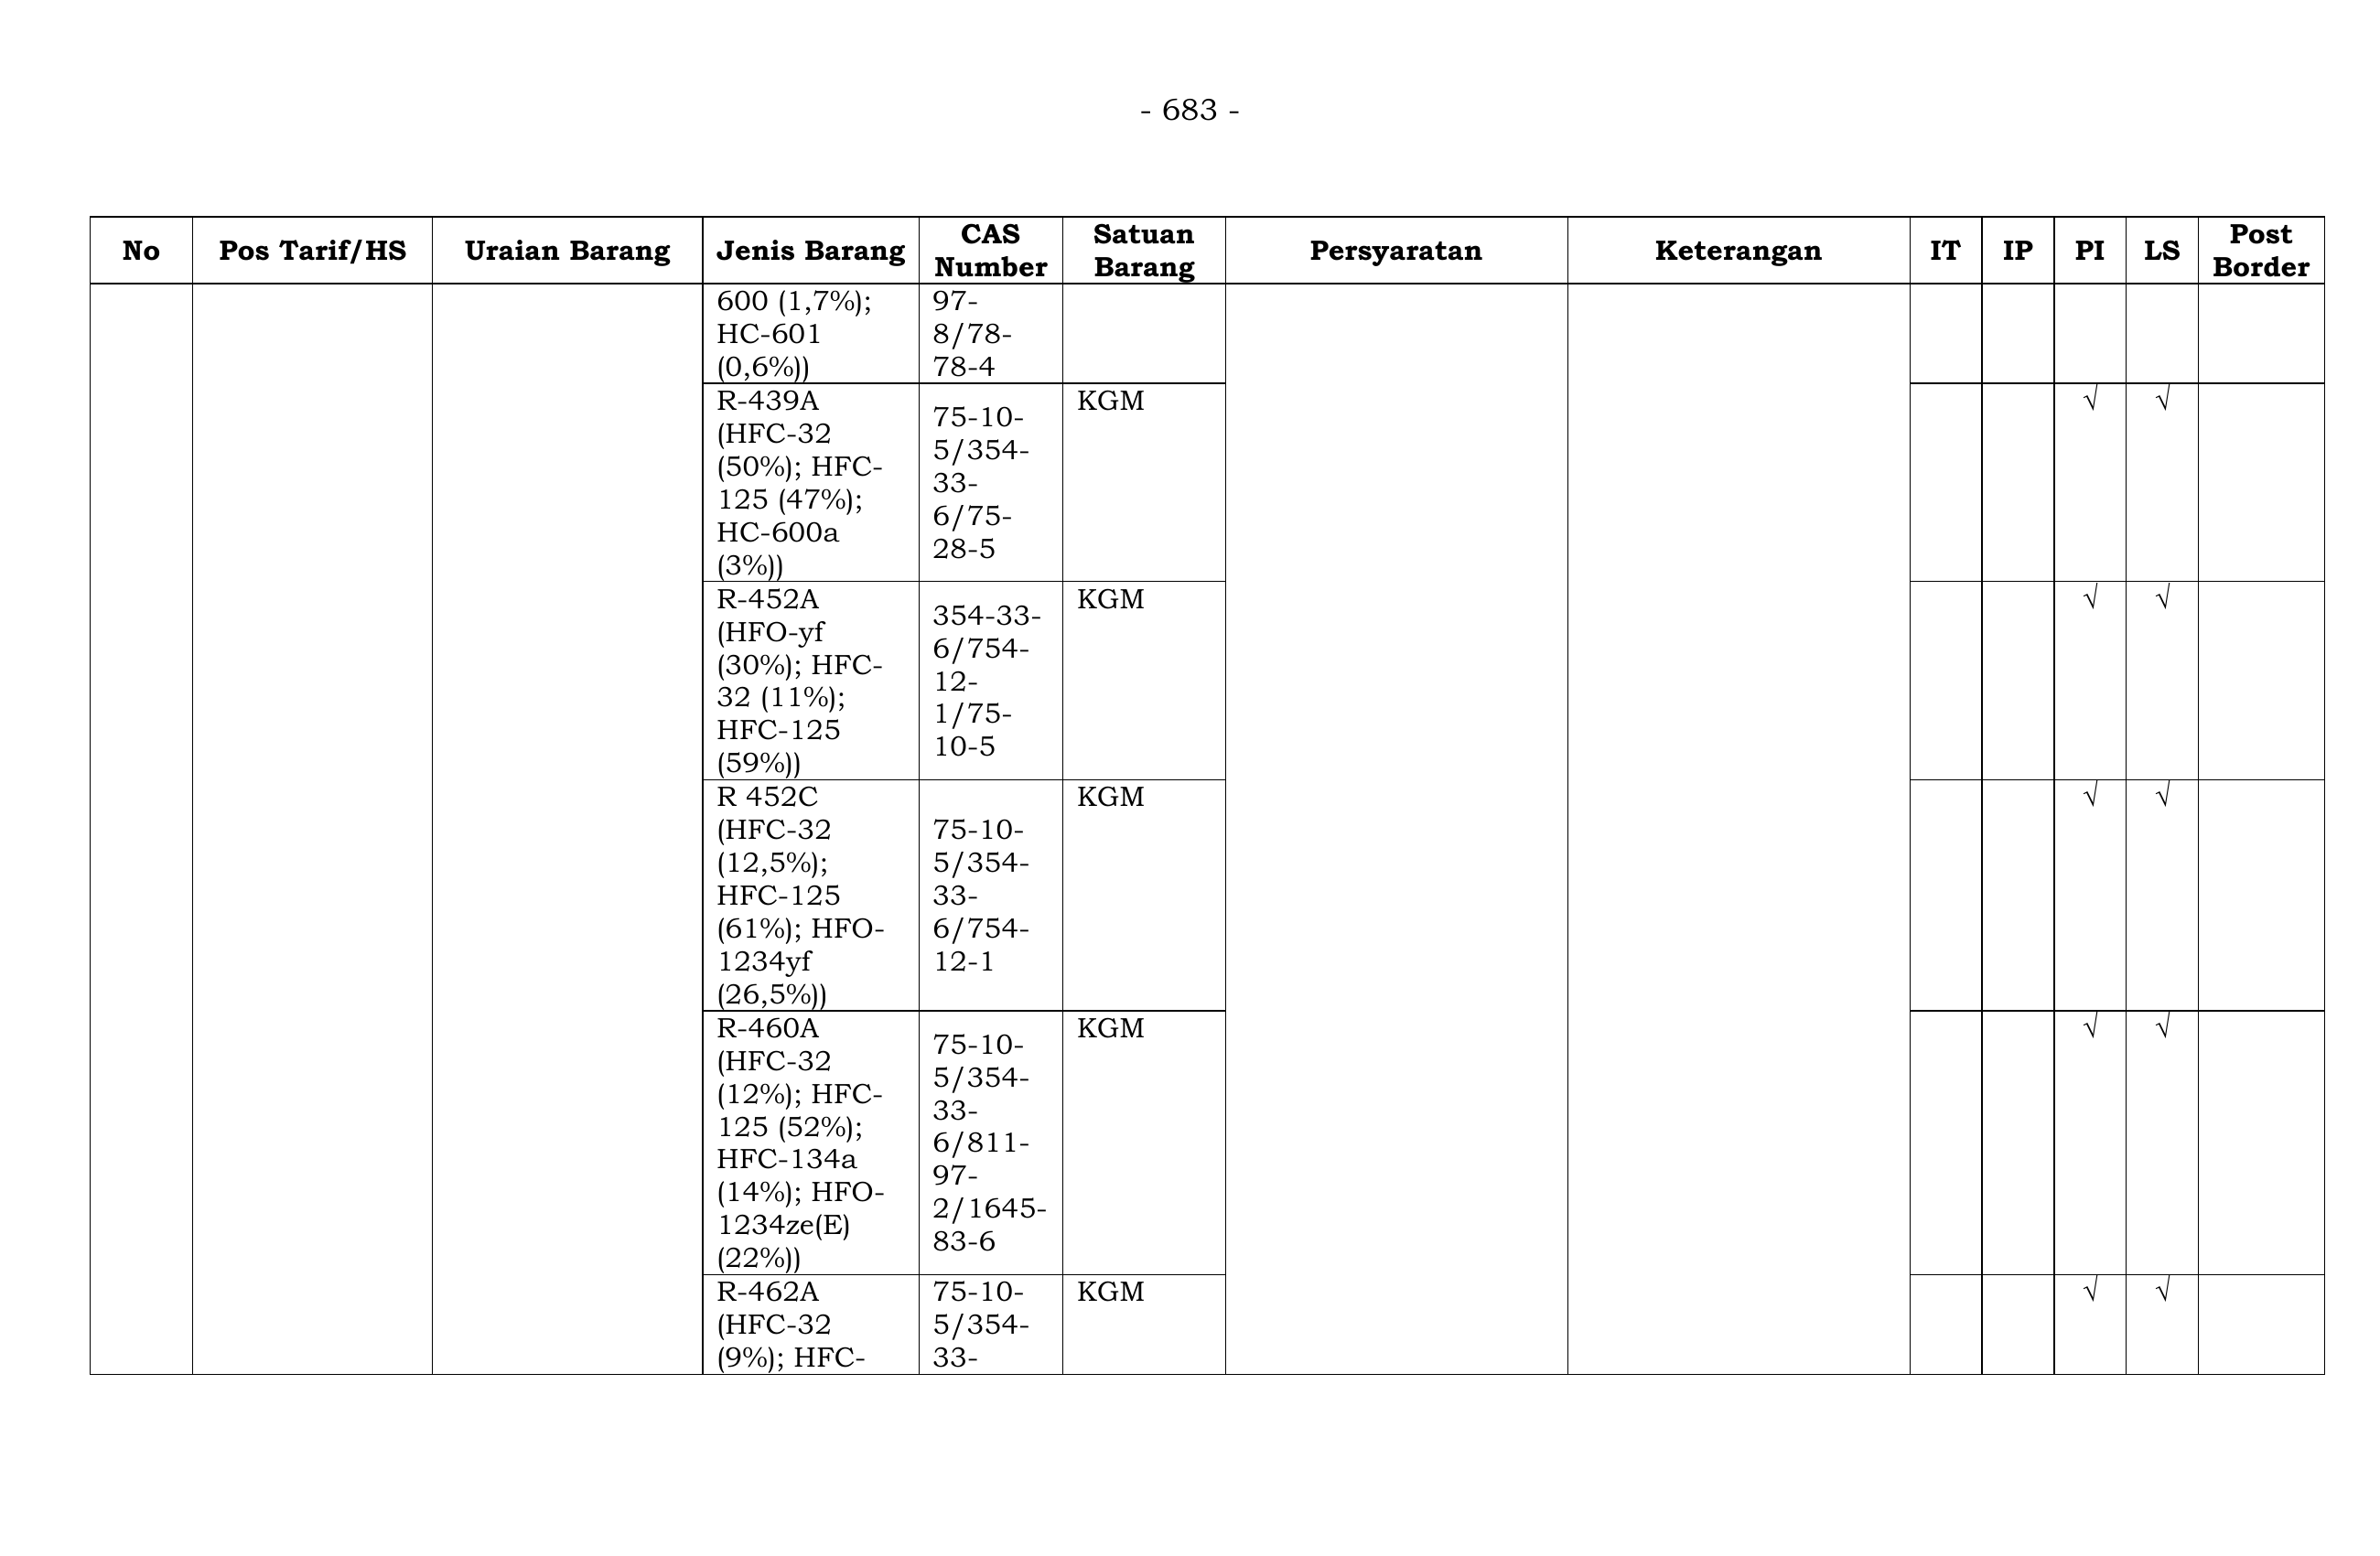 - 683 -
No Pos Tarif/HS Uraian Barang Jenis Barang CAS Number Satuan Barang Persyaratan Keterangan IT IP PI LS Post Border
600 (1,7%); 97-
HC-601 8/78-
(0,6%)) 78-4
R-439A
(HFC-32
(50%); HFC-
125 (47%);
HC-600a
(3%))
75-10-
5/354-
33-
6/75-
28-5
KGM
√ √
R-452A
(HFO-yf
(30%); HFC-
32 (11%);
HFC-125
(59%))
354-33-
6/754-
12-
1/75-
10-5
KGM
√ √
R 452C
(HFC-32
(12,5%);
HFC-125
(61%); HFO-
1234yf
(26,5%))
75-10-
5/354-
33-
6/754-
12-1
KGM
√ √
R-460A
(HFC-32
(12%); HFC-
125 (52%);
HFC-134a
(14%); HFO-
1234ze(E)
(22%))
75-10-
5/354-
33-
6/811-
97-
2/1645-
83-6
KGM
√ √
R-462A
(HFC-32
(9%); HFC-
75-10-
5/354-
33-
KGM
√ √